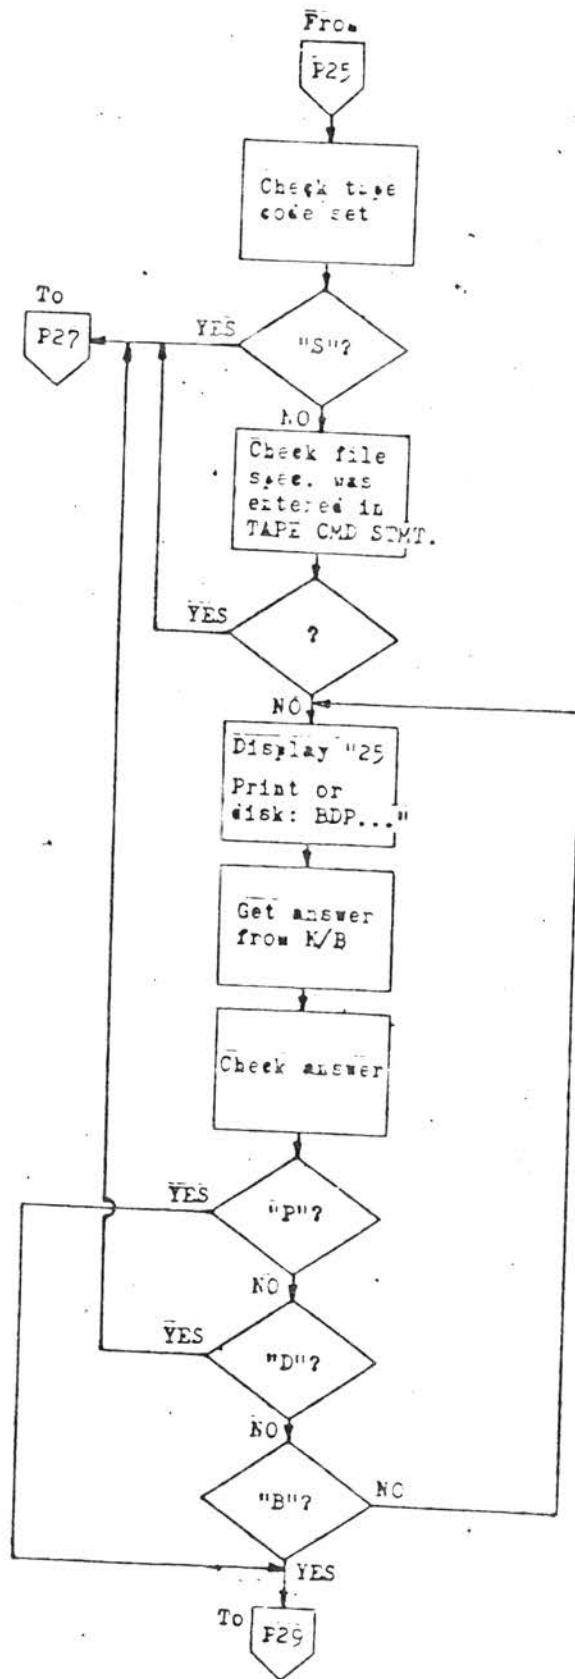 From
P25
Check tape
code set
To
P27
YES
"S"?
NO
Check file
spec. was
entered in
TAPE CMD STMT.
YES
?
NO
Display "25
Print or
disk: BDP..."
Get answer
from K/B
Check answer
YES
"P"?
NO
YES
"D"?
NO
"B"?
NO
YES
To
P29